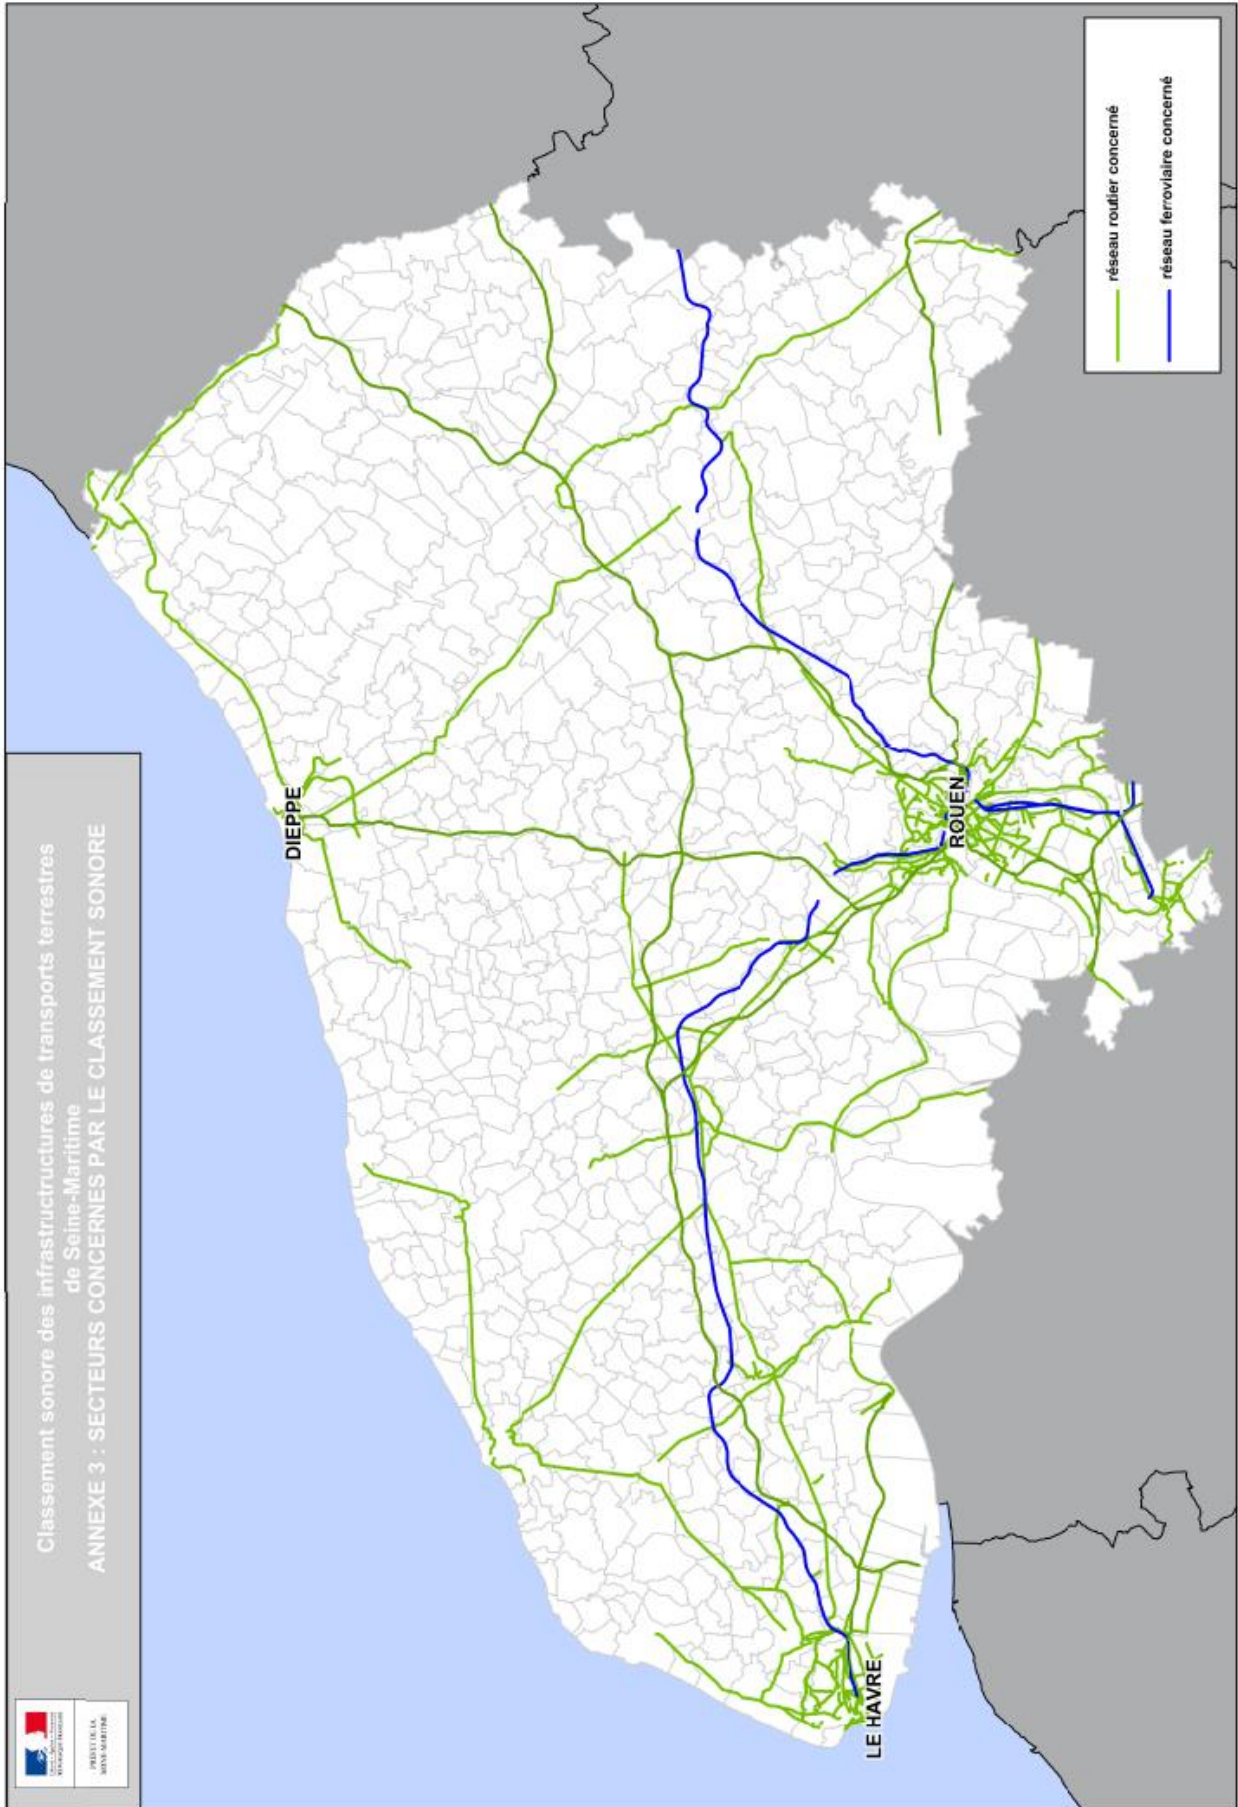 Classement sonore des infrastructructures de transports terrestres
de Seine-Maritime
ANNEXE 3 : SECTEURS CONCERNES PAR LE CLASSEMENT SONORE
PRÉFET DE LA
SEINE-MARITIME
DIEPPE
ROUEN
LE HAVRE
réseau routier concerné
réseau ferroviaire concerné